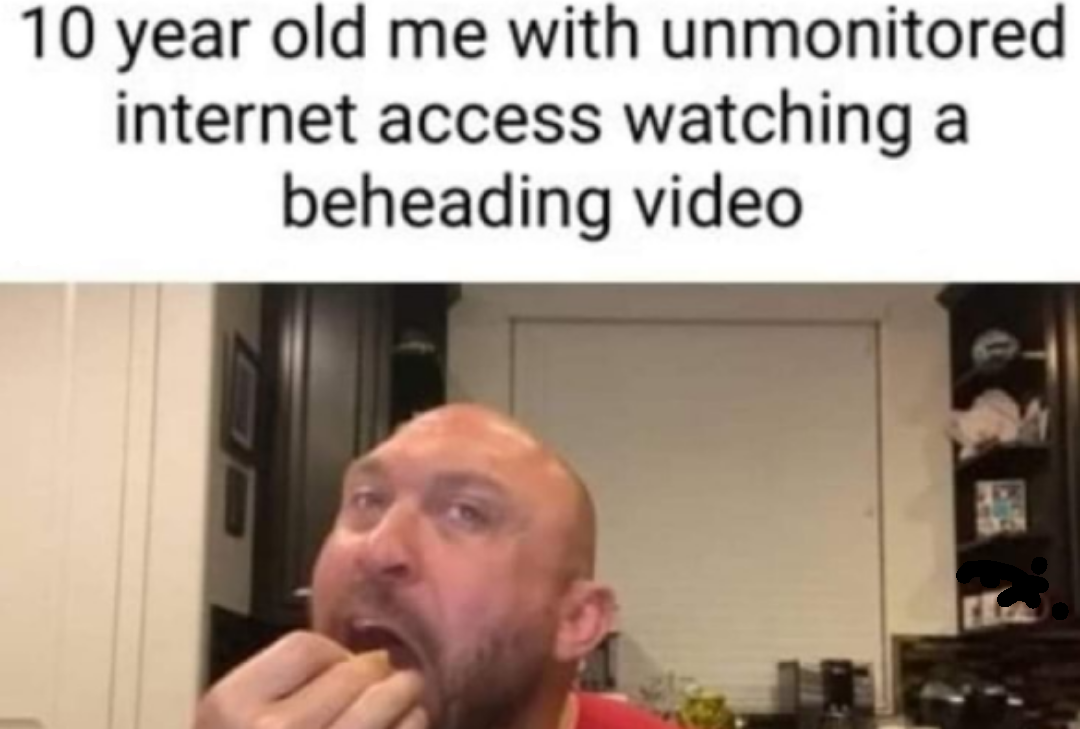 10 year old me with unmonitored
internet access watching a
beheading video